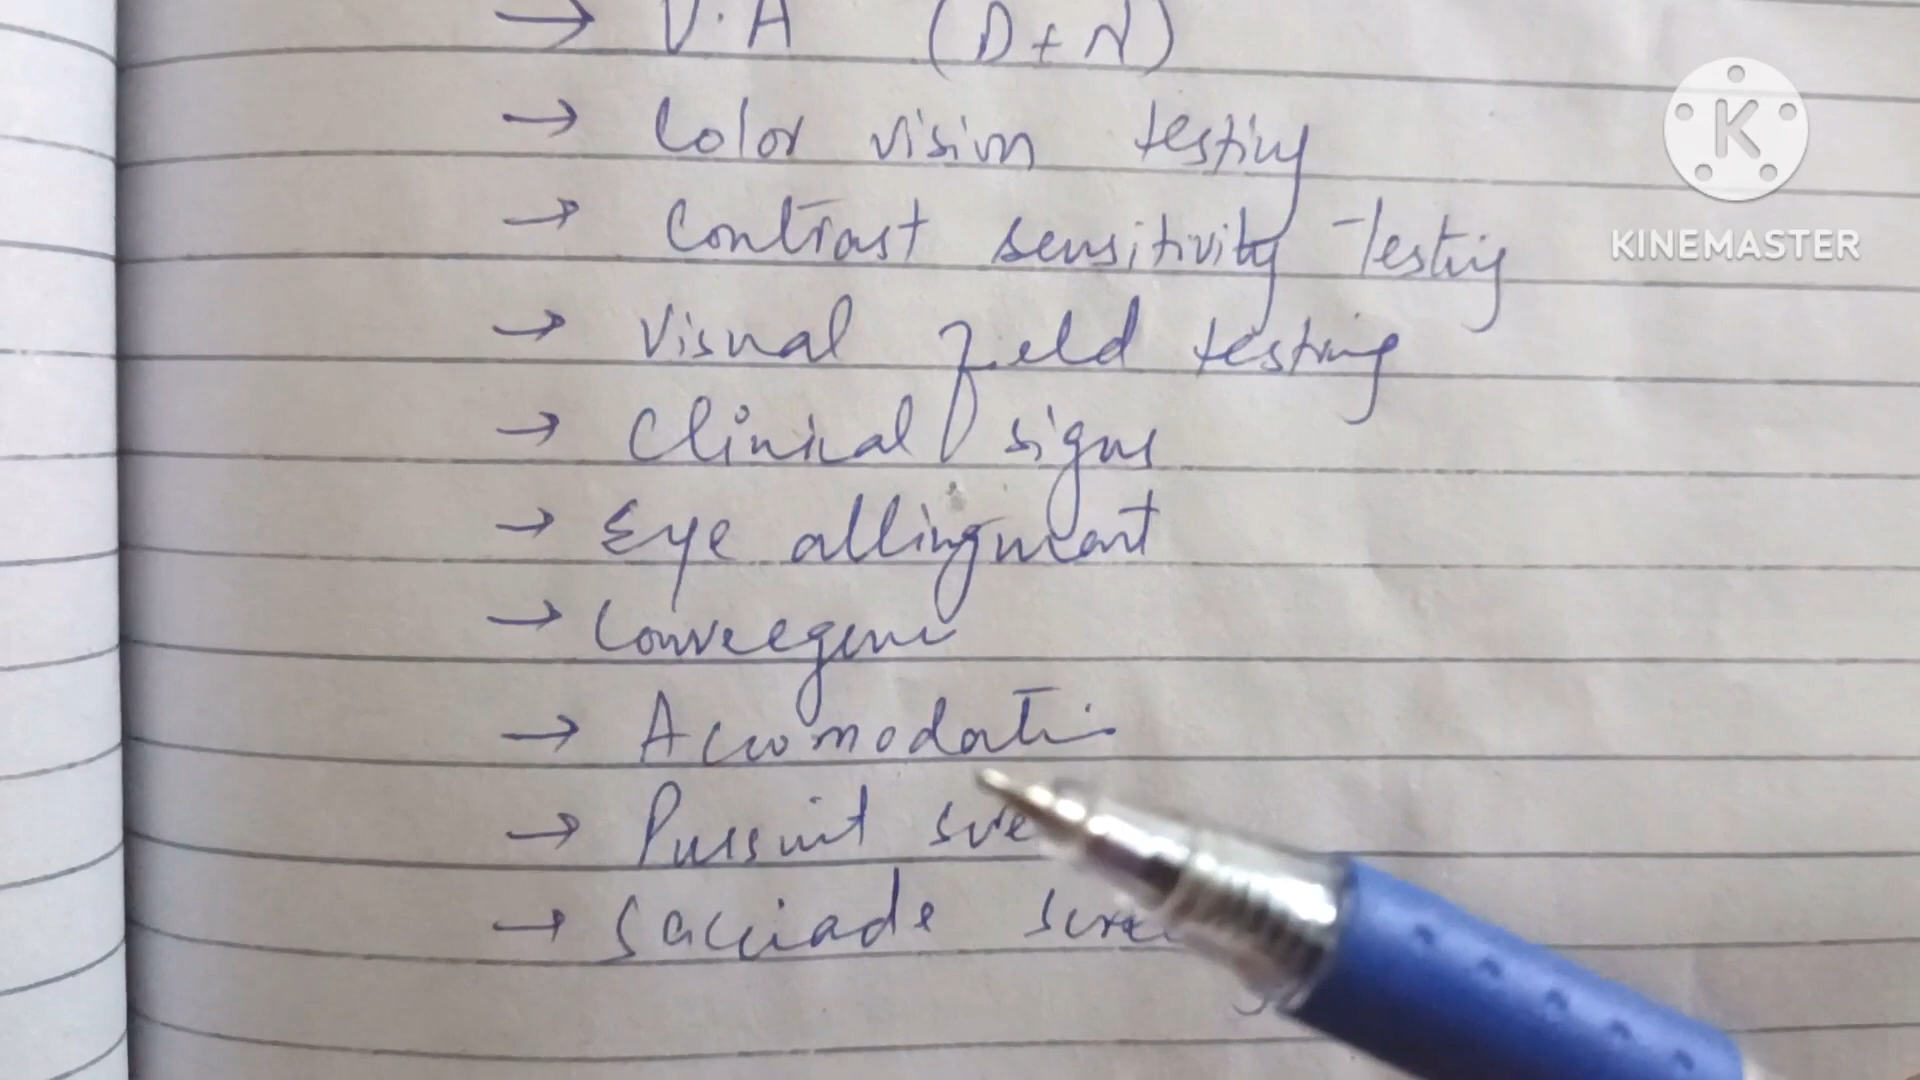 → V.A (D+N)
→ Color vision testing
→ Contrast sensitivity Testing
→ Visual field testing
→ Clinical signs
→ Eye allingment
→ Convergence
→ Accomodation
→ Pursuit
→ Sacciade
K
KINEMASTER